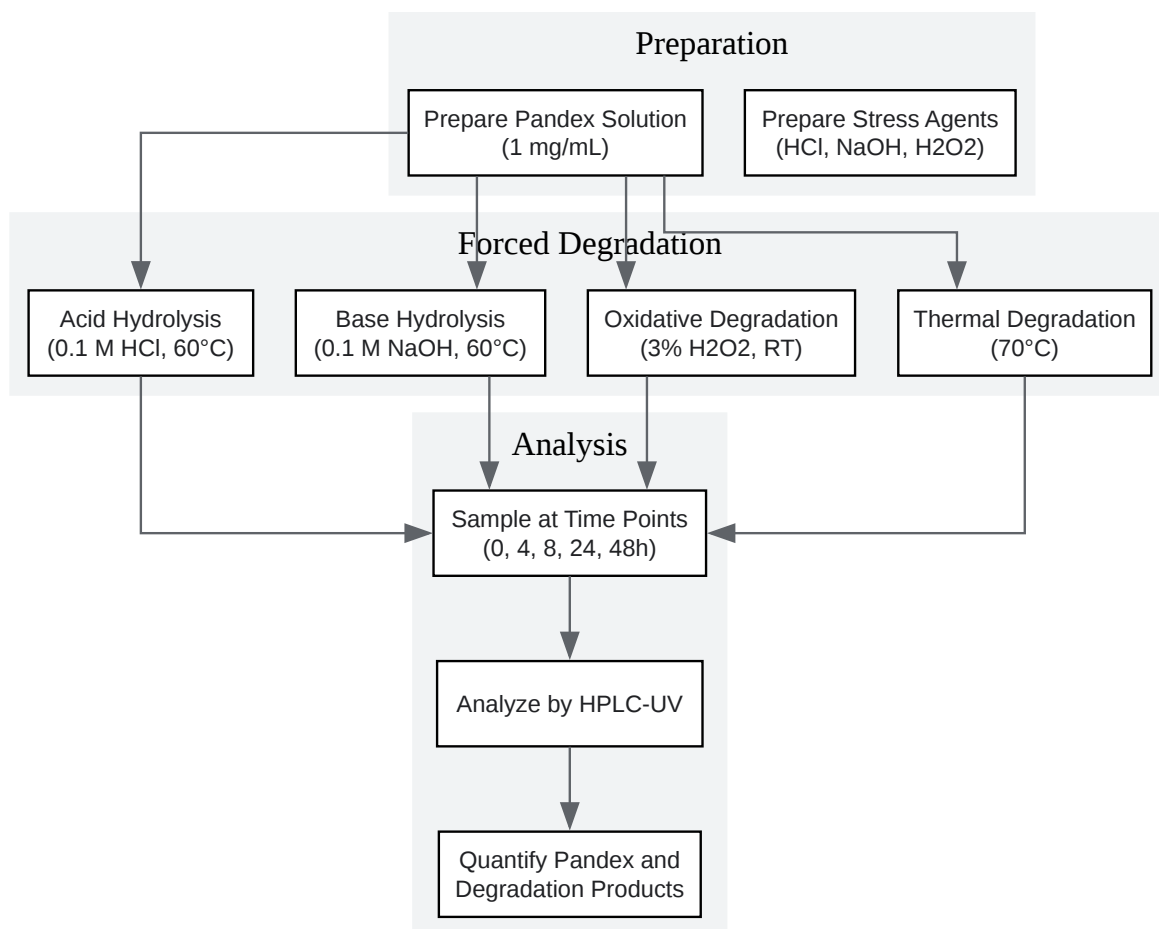 Preparation
Prepare Pandex Solution
(1 mg/mL)
Prepare Stress Agents
(HCl, NaOH, H2O2)
Forced Degradation
Acid Hydrolysis
(0.1 M HCl, 60°C)
Base Hydrolysis
(0.1 M NaOH, 60°C)
Oxidative Degradation
(3% H2O2, RT)
Thermal Degradation
(70°C)
Analysis
Sample at Time Points
(0, 4, 8, 24, 48h)
Analyze by HPLC-UV
Quantify Pandex and
Degradation Products